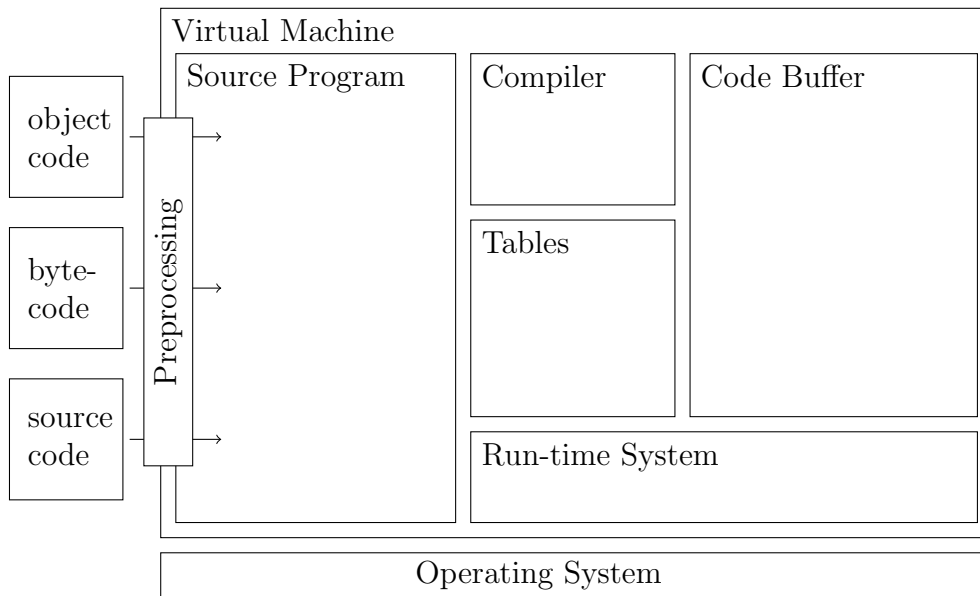 Virtual Machine
Source Program
Compiler
Code Buffer
object
code
byte-
code
source
code
Preprocessing
Tables
Run-time System
Operating System